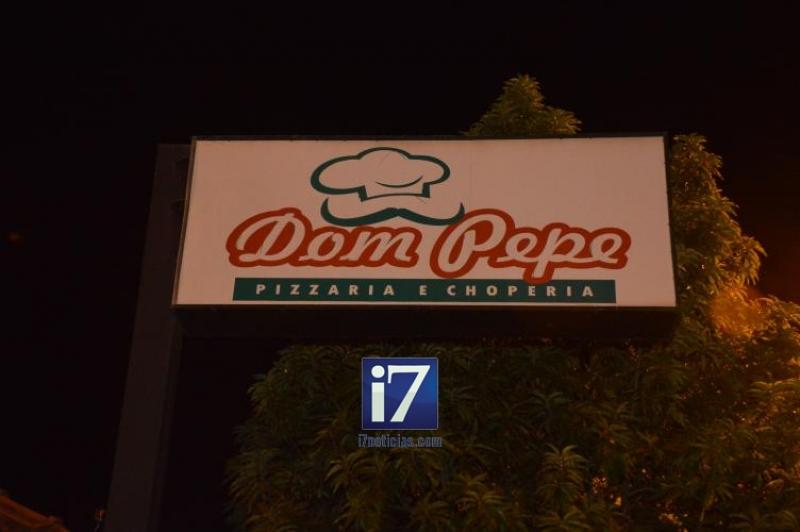 Dom Pepe
PIZZARIA E CHOPERIA
i7
i7noticias.com